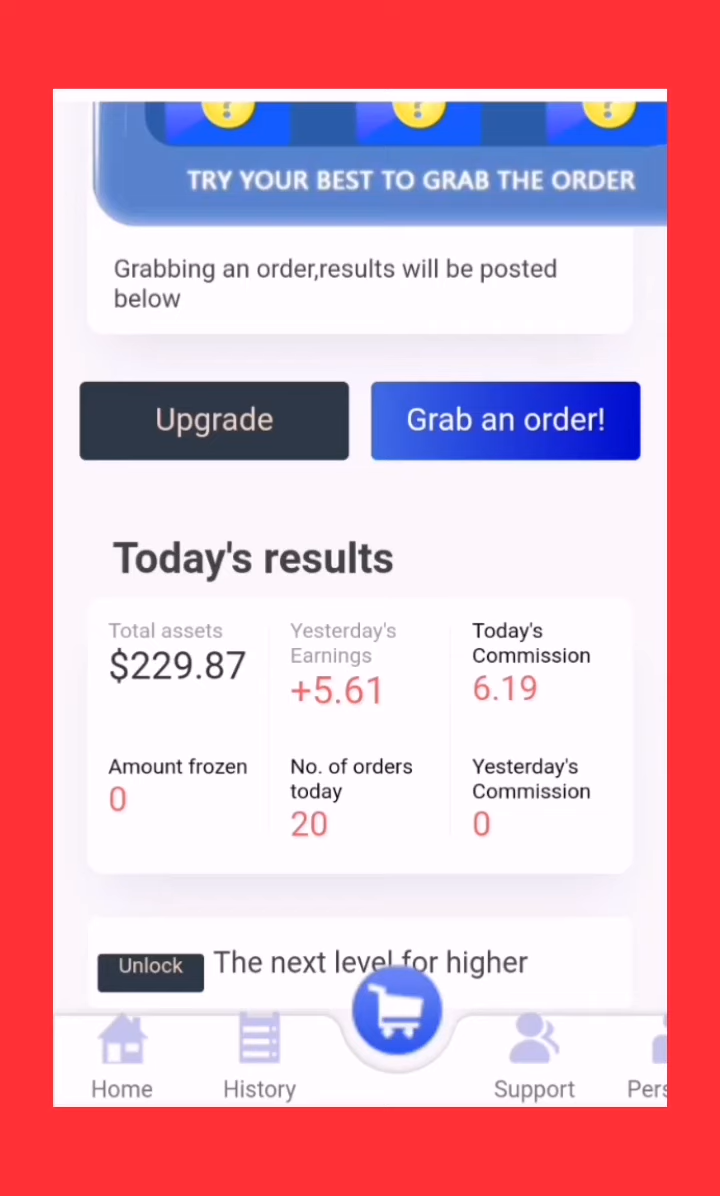 TRY YOUR BEST TO GRAB THE ORDER
Grabbing an order,results will be posted
below
Upgrade
Grab an order!
Today's results
Total assets
$229.87
Yesterday's
Earnings
+5.61
Today's
Commission
6.19
Amount frozen
0
No. of orders
today
20
Yesterday's
Commission
0
Unlock
The next level for higher
Home
History
Support
Pers